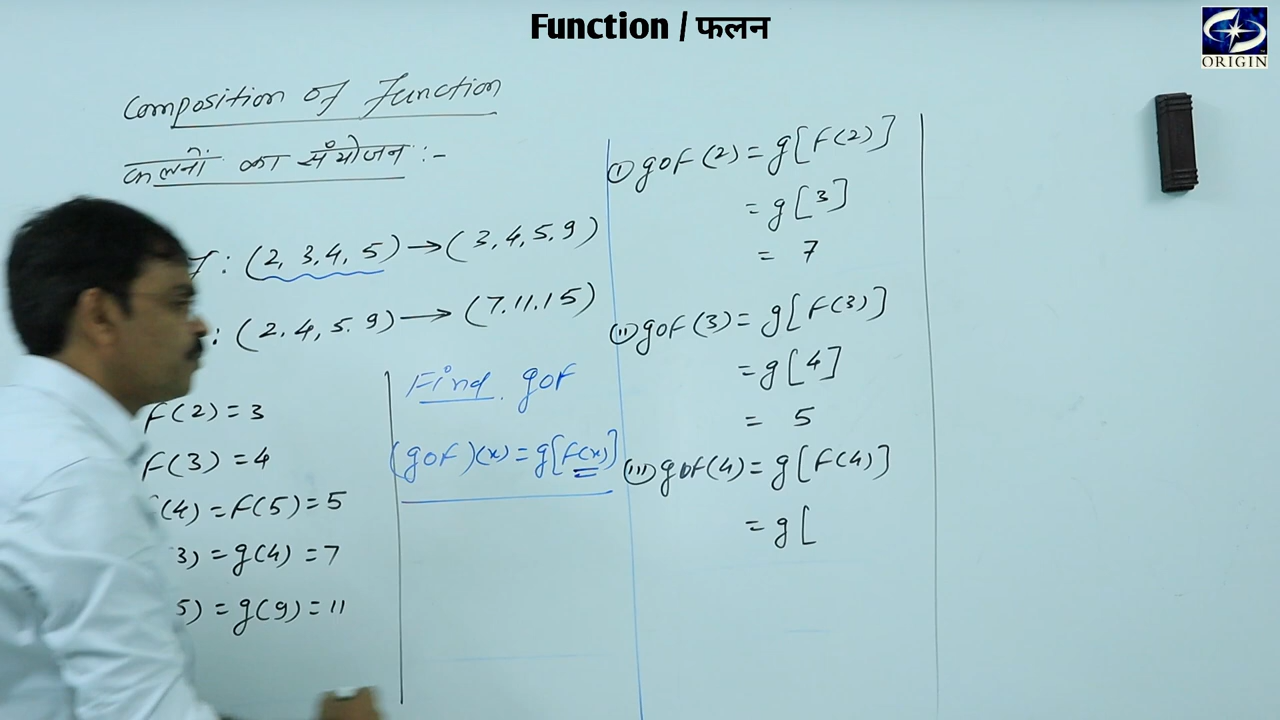 Function / फलन
ORIGIN
Composition of Function
फलनों का संयोजन :-
f : (2, 3,4, 5) → (3,4,5,9)
: (2.4,5.9) → (7.11.15)
Find gof
(gof)(x) = g[f(x)]
f(2) = 3
f(3) = 4
(4) = f(5) = 5
3) = g(4) = 7
5) = g(9) = 11
(i) gof (2) = g[f(2)]
= g [3]
= 7
(ii) gof (3) = g[f(3)]
= g [4]
= 5
(iii) gof(4) = g[f(4)]
= g [